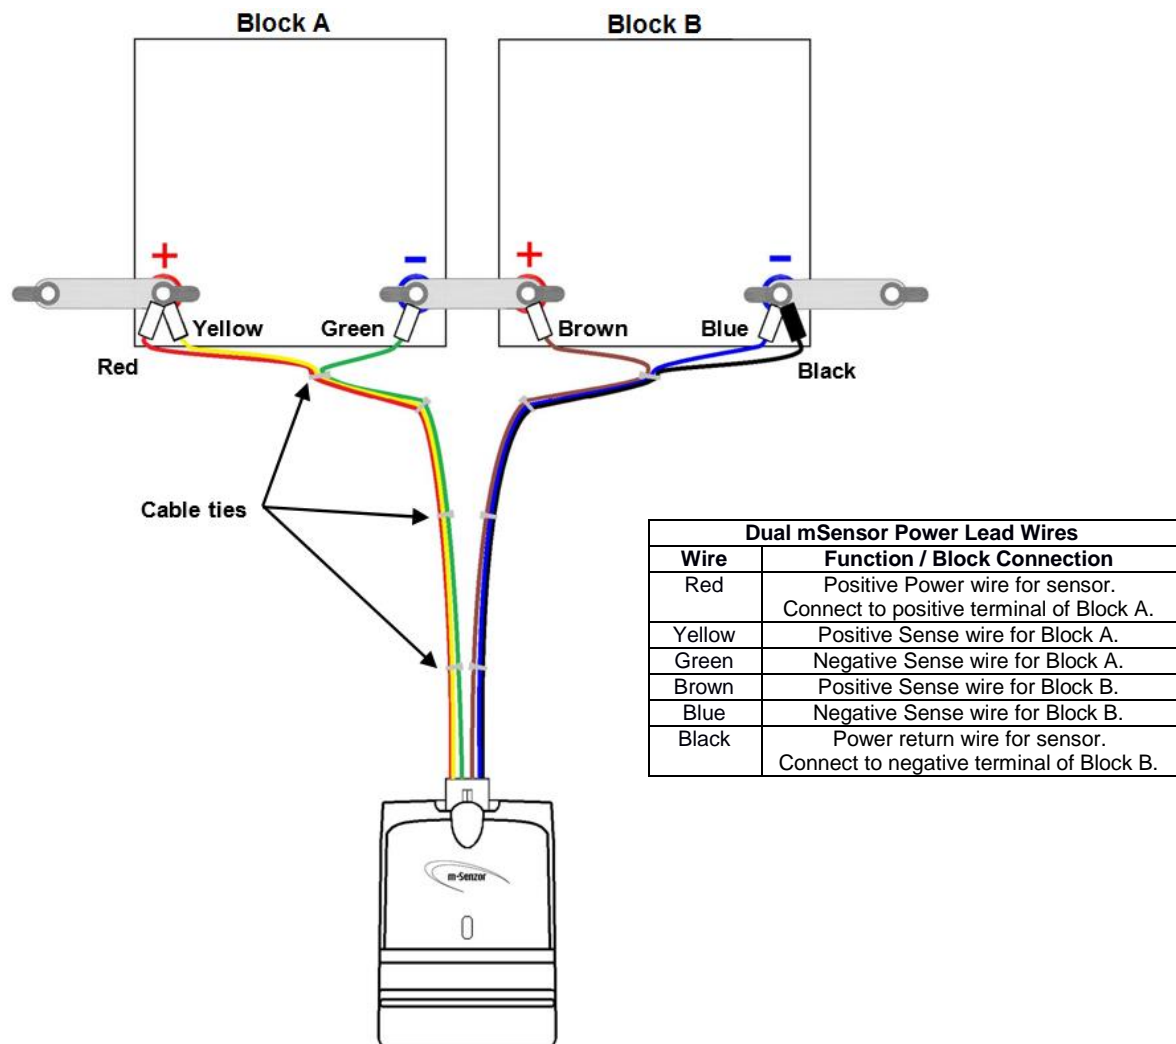 Block A
Block B
+
-
+
-
Yellow
Green
Brown
Blue
Red
Black
Cable ties
Dual mSensor Power Lead Wires
Wire Function / Block Connection
Red Positive Power wire for sensor.
Connect to positive terminal of Block A.
Yellow Positive Sense wire for Block A.
Green Negative Sense wire for Block A.
Brown Positive Sense wire for Block B.
Blue Negative Sense wire for Block B.
Black Power return wire for sensor.
Connect to negative terminal of Block B.
m-Senzor